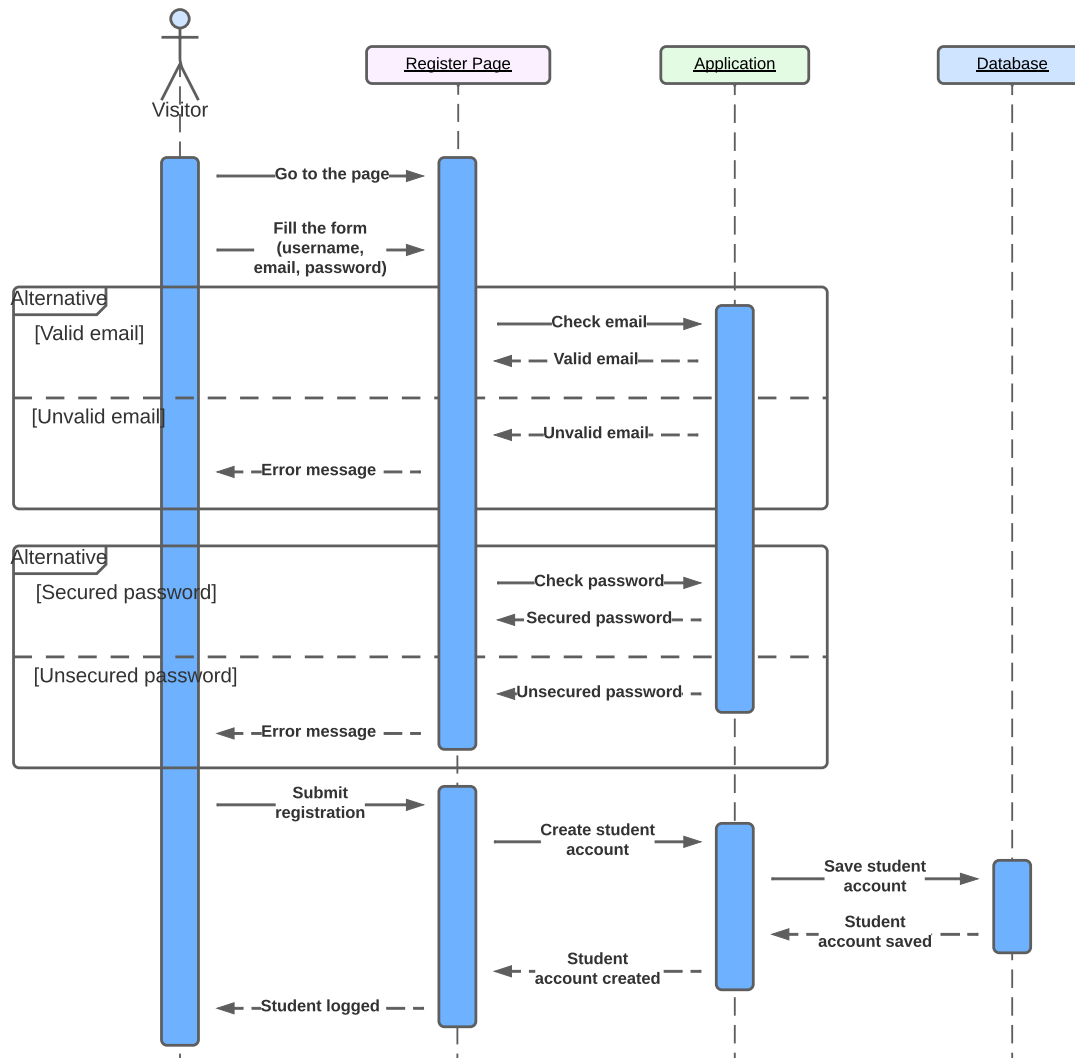 Visitor
Register Page
Application
Database
Go to the page
Fill the form
(username,
email, password)
Alternative
[Valid email]
Check email
Valid email
[Unvalid email]
Unvalid email
Error message
Alternative
[Secured password]
Check password
Secured password
[Unsecured password]
Unsecured password
Error message
Submit
registration
Create student
account
Save student
account
Student
account saved
Student
account created
Student logged